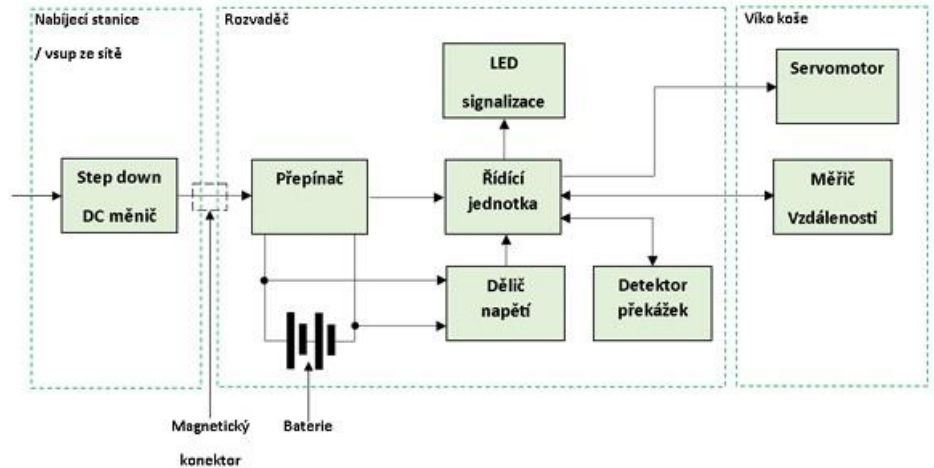 Nabíjecí stanice
/ vsup ze sítě
Rozvaděč
Víko koše
LED
signalizace
Servomotor
Step down
DC měnič
Přepínač
Řídící
jednotka
Měřič
Vzdáleností
Dělič
napětí
Detektor
překážek
Magnetický
konektor
Baterie